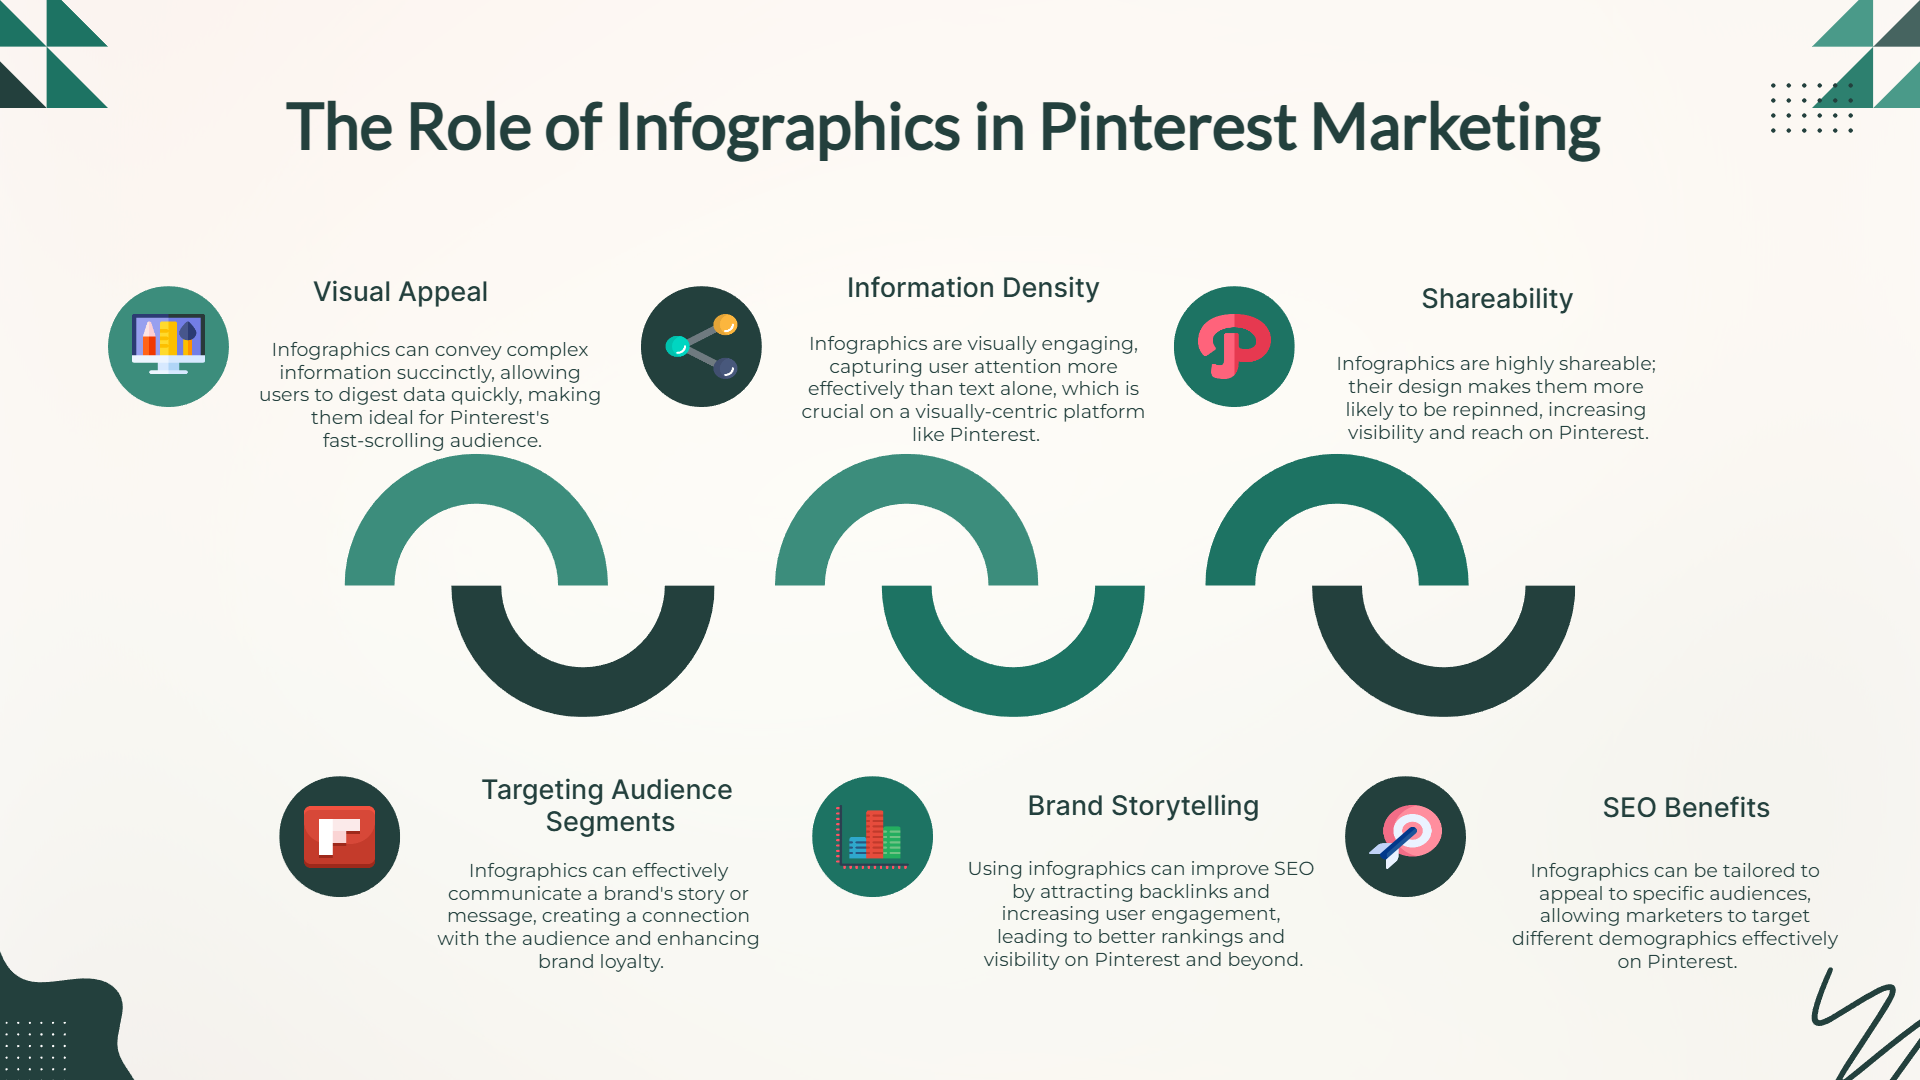 The Role of Infographics in Pinterest Marketing
Visual Appeal
Infographics can convey complex
information succinctly, allowing
users to digest data quickly, making
them ideal for Pinterest's
fast-scrolling audience.
Information Density
Infographics are visually engaging,
capturing user attention more
effectively than text alone, which is
crucial on a visually-centric platform
like Pinterest.
Shareability
Infographics are highly shareable;
their design makes them more
likely to be repinned, increasing
visibility and reach on Pinterest.
Targeting Audience
Segments
Infographics can effectively
communicate a brand's story or
message, creating a connection
with the audience and enhancing
brand loyalty.
Brand Storytelling
Using infographics can improve SEO
by attracting backlinks and
increasing user engagement,
leading to better rankings and
visibility on Pinterest and beyond.
SEO Benefits
Infographics can be tailored to
appeal to specific audiences,
allowing marketers to target
different demographics effectively
on Pinterest.